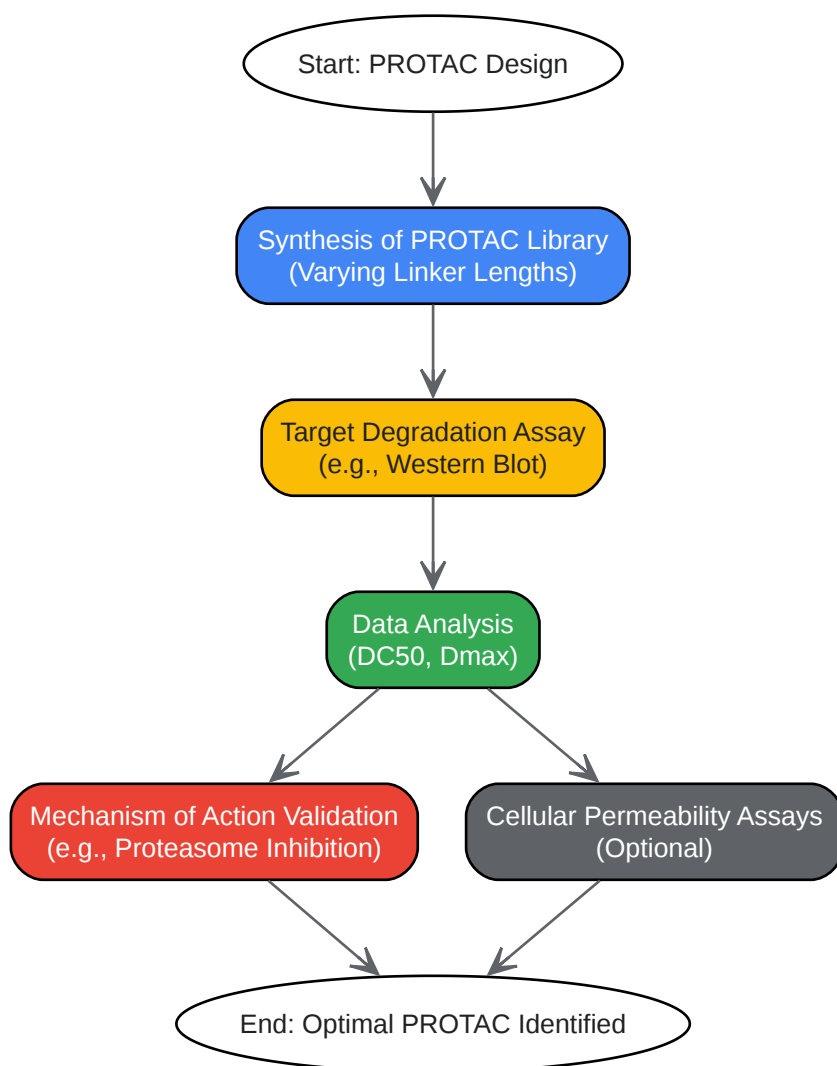 Start: PROTAC Design
Synthesis of PROTAC Library
(Varying Linker Lengths)
Target Degradation Assay
(e.g., Western Blot)
Data Analysis
(DC50, Dmax)
Mechanism of Action Validation
(e.g., Proteasome Inhibition)
Cellular Permeability Assays
(Optional)
End: Optimal PROTAC Identified